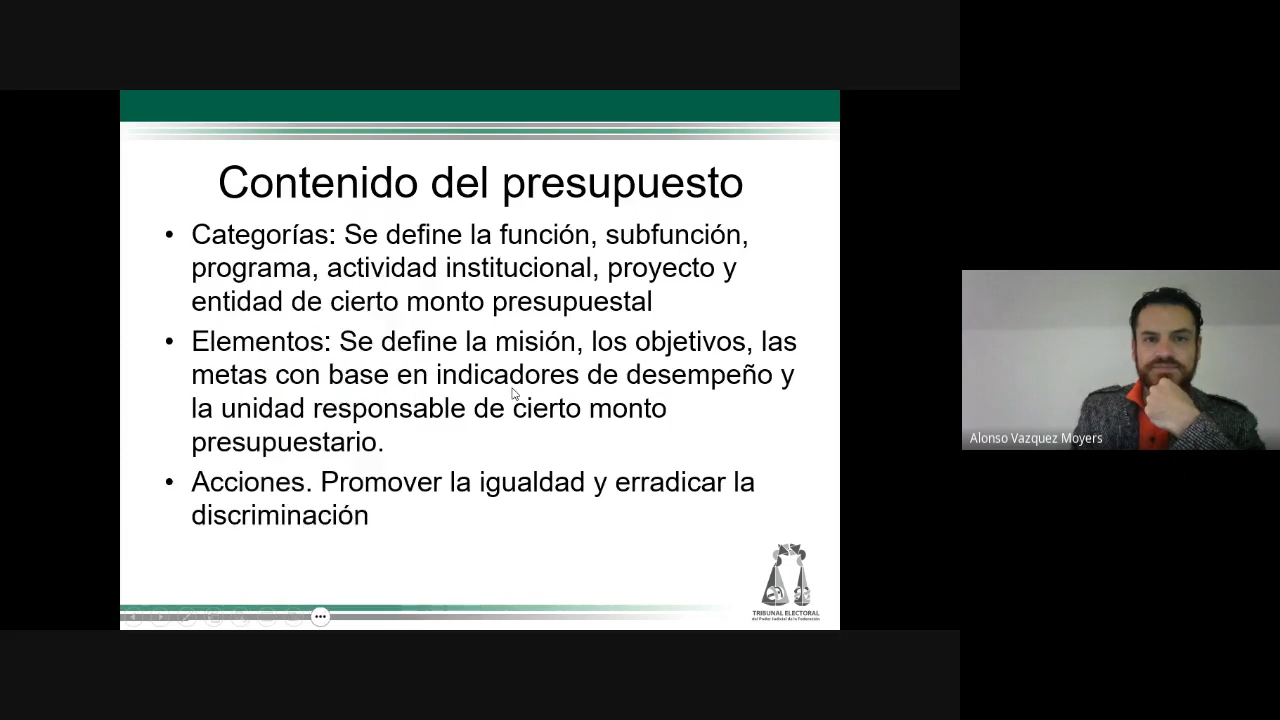 Contenido del presupuesto
• Categorías: Se define la función, subfunción,
programa, actividad institucional, proyecto y
entidad de cierto monto presupuestal
• Elementos: Se define la misión, los objetivos, las
metas con base en indicadores de desempeño y
la unidad responsable de cierto monto
presupuestario.
• Acciones. Promover la igualdad y erradicar la
discriminación
TRIBUNAL ELECTORAL
del Poder Judicial de la Federación
Alonso Vazquez Moyers